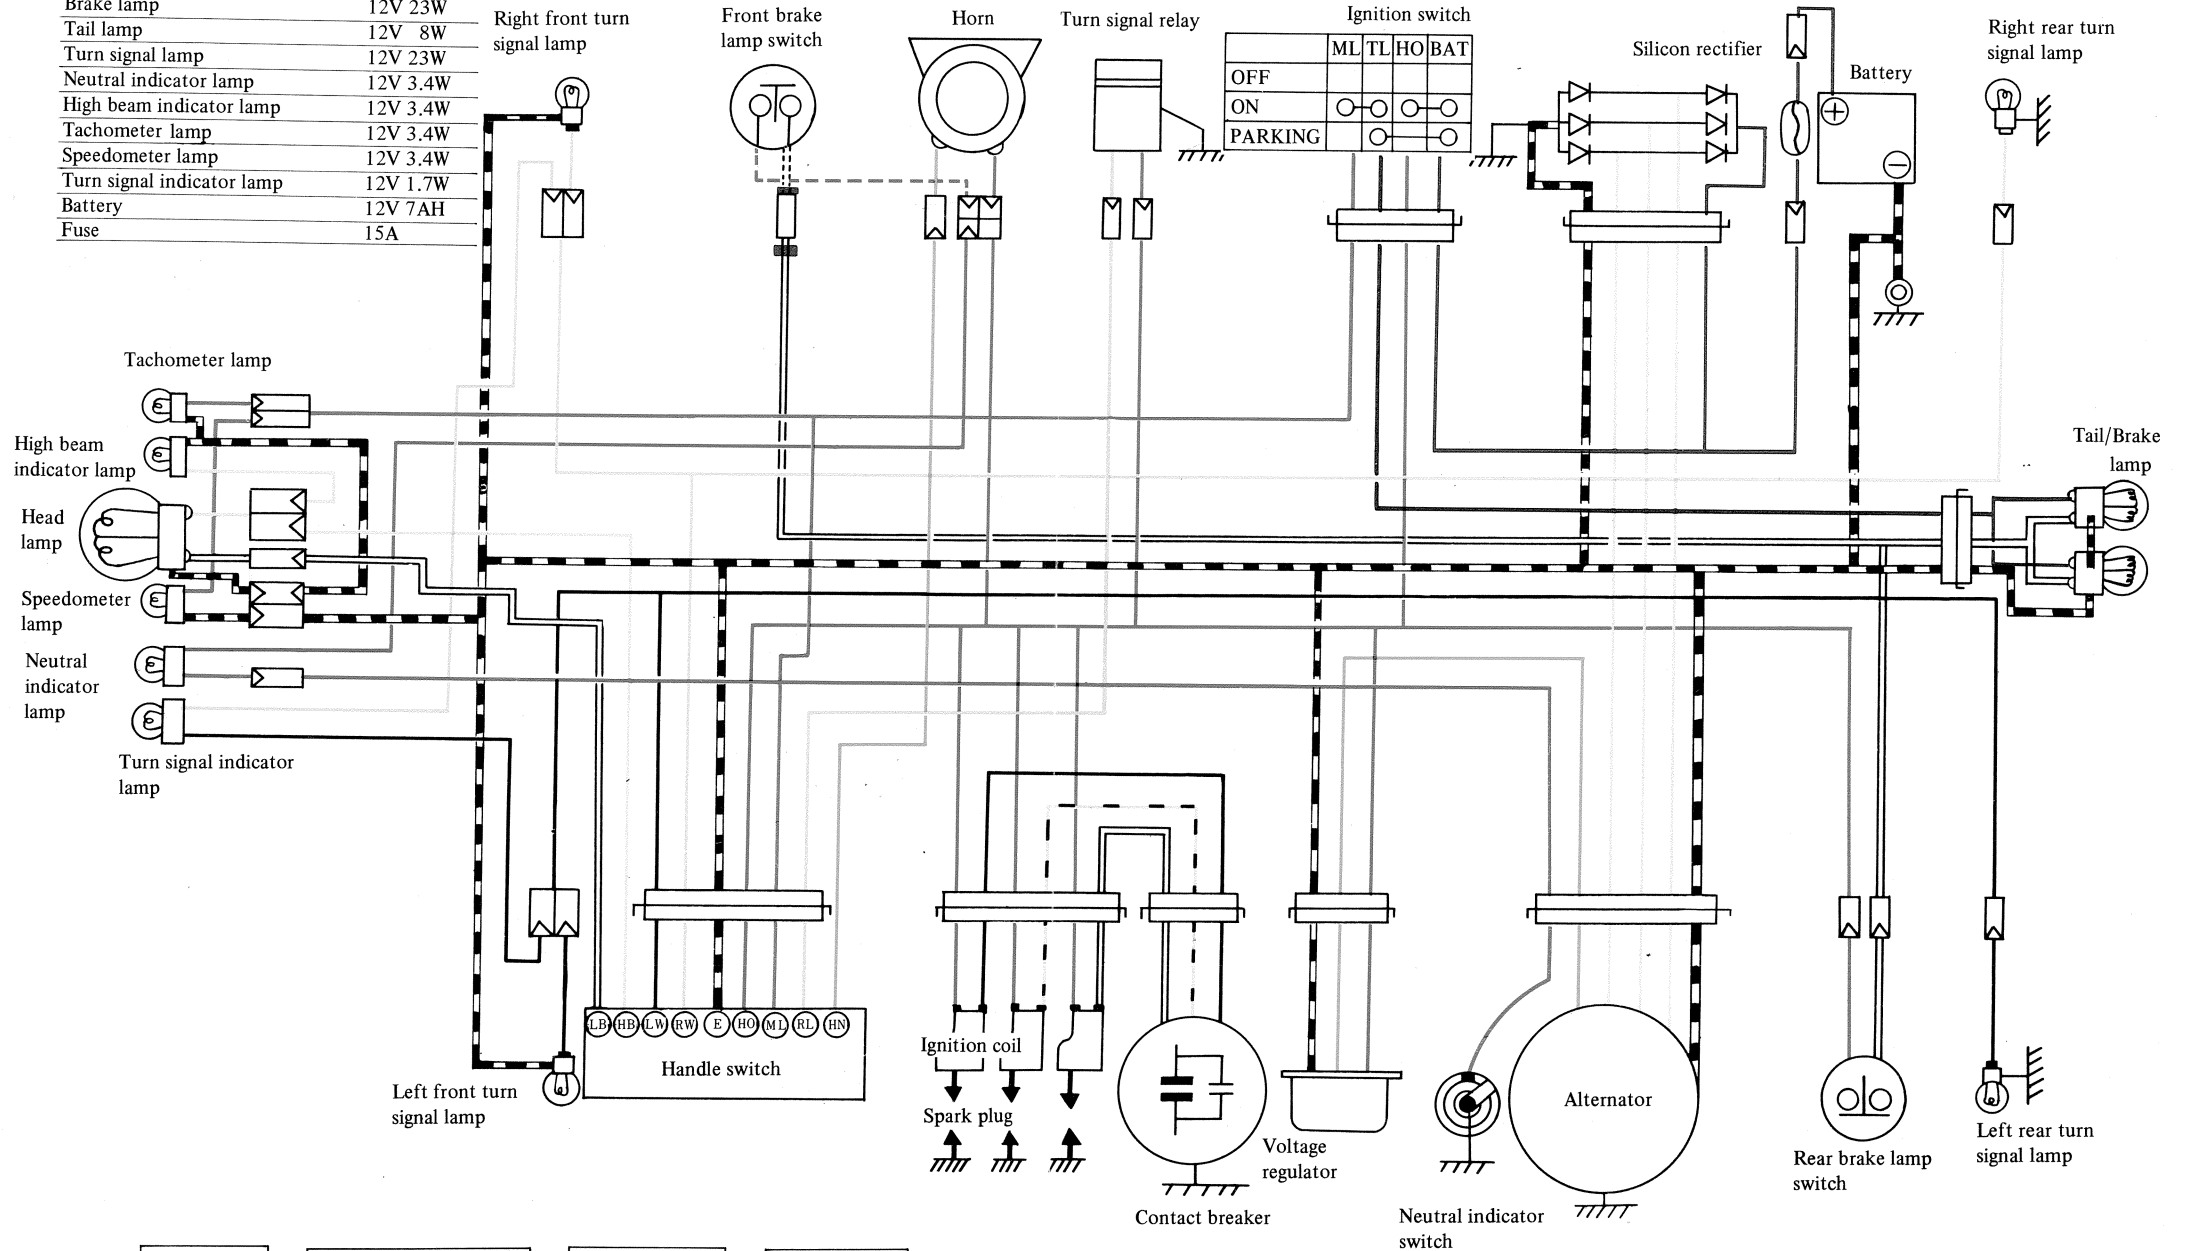 Brake lamp 12V 23W
Tail lamp 12V 8W
Turn signal lamp 12V 23W
Neutral indicator lamp 12V 3.4W
High beam indicator lamp 12V 3.4W
Tachometer lamp 12V 3.4W
Speedometer lamp 12V 3.4W
Turn signal indicator lamp 12V 1.7W
Battery 12V 7AH
Fuse 15A
Right front turn
signal lamp
Front brake
lamp switch
Horn
Turn signal relay
Ignition switch
ML TL HO BAT
OFF
ON
PARKING
Silicon rectifier
Battery
Right rear turn
signal lamp
Tachometer lamp
High beam
indicator lamp
Head
lamp
Speedometer
lamp
Neutral
indicator
lamp
Turn signal indicator
lamp
Tail/Brake
lamp
LB HB LW RW E HO ML RL HN
Handle switch
Left front turn
signal lamp
Ignition coil
Spark plug
Contact breaker
Voltage
regulator
Neutral indicator
switch
Alternator
Rear brake lamp
switch
Left rear turn
signal lamp